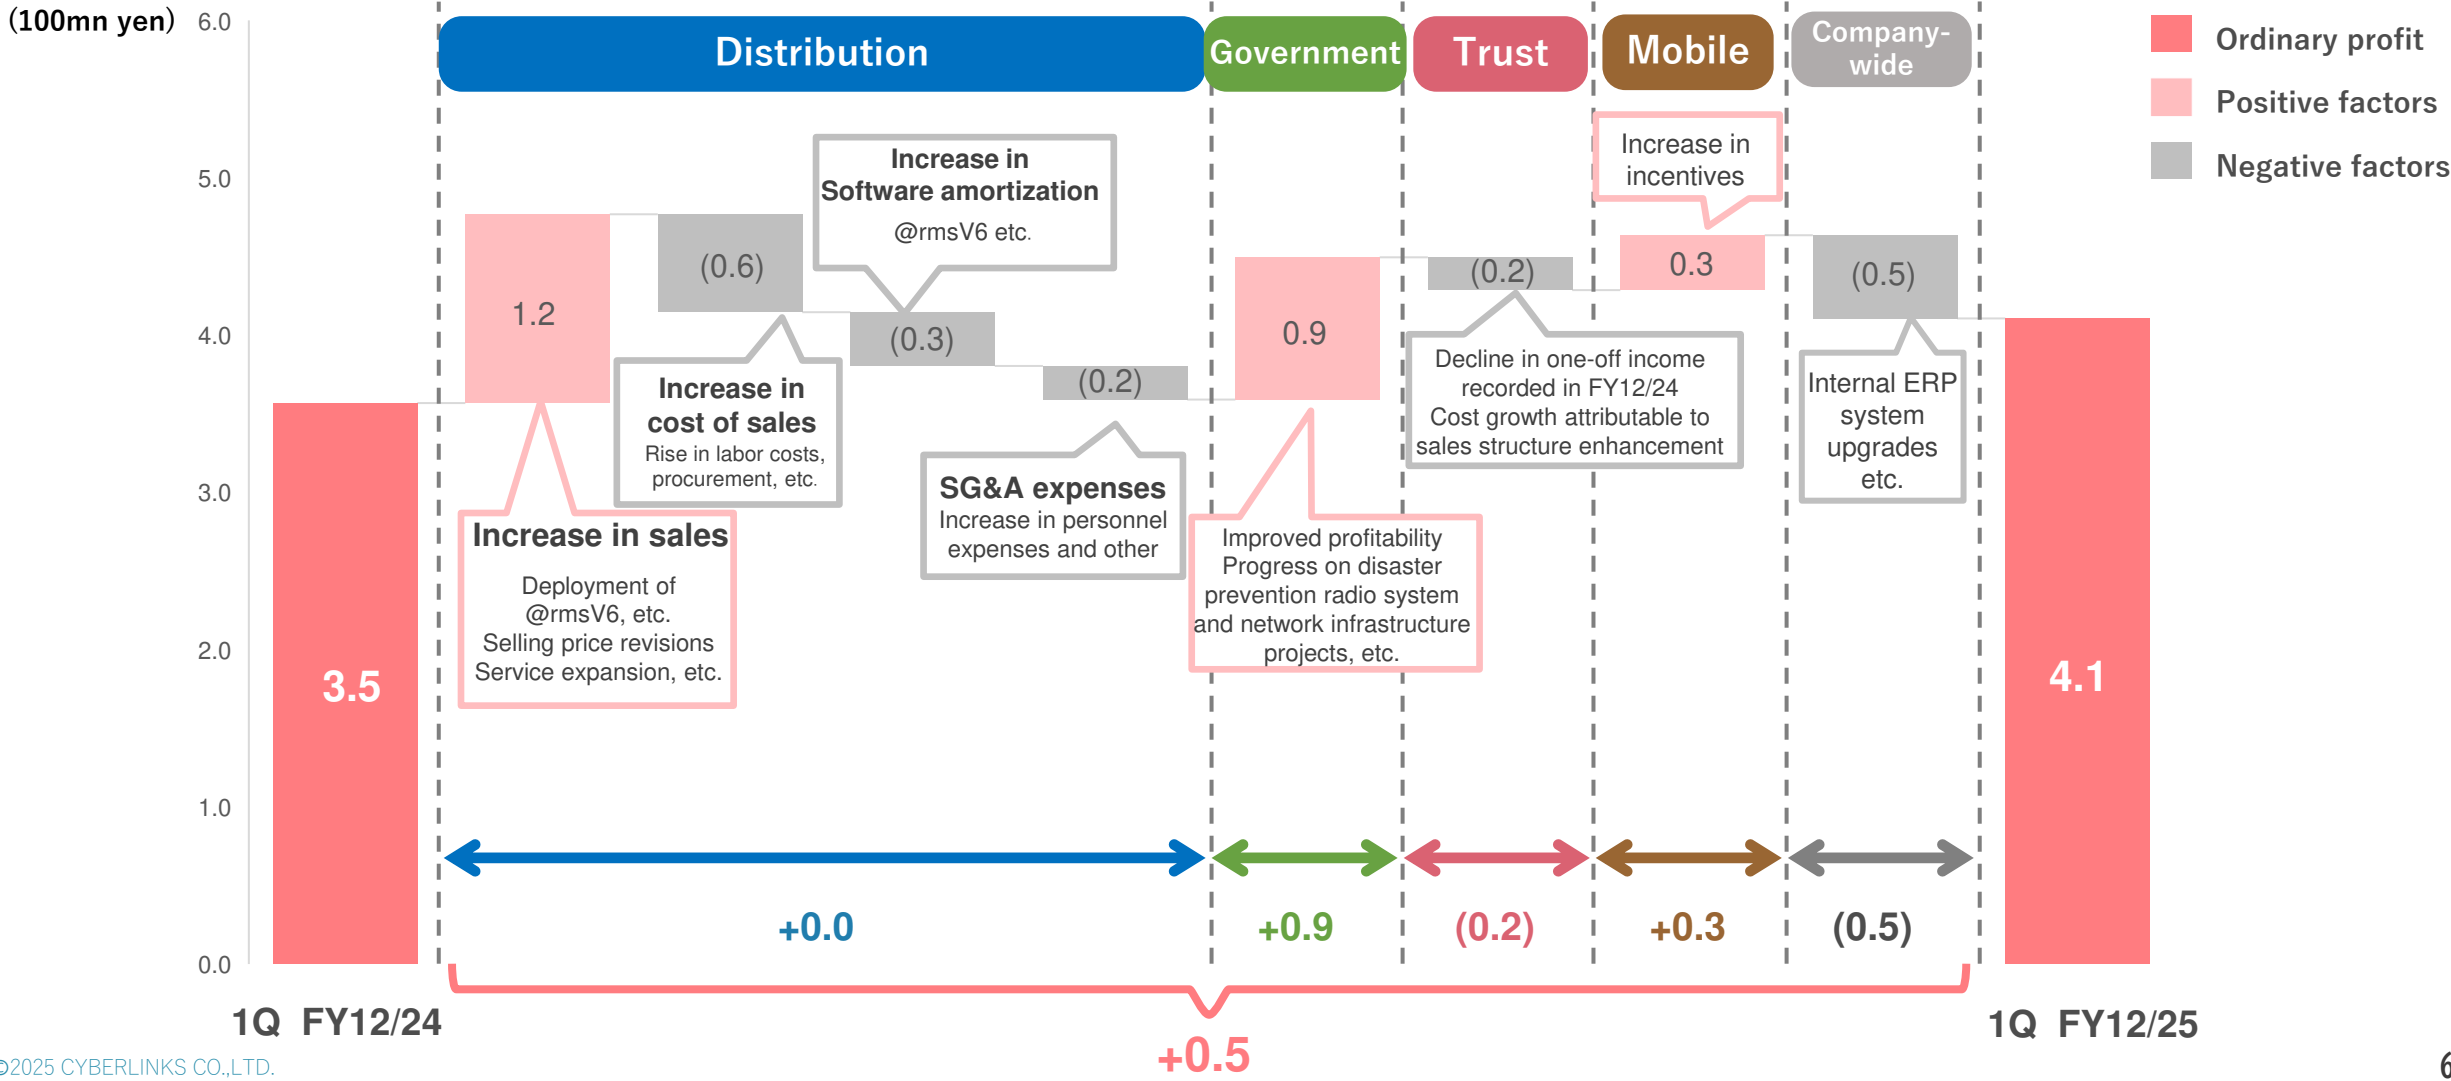 (100mn yen)
6.0
5.0
4.0
3.0
2.0
1.0
0.0
Distribution
Government
Trust
Mobile
Company-
wide
Ordinary profit
Positive factors
Negative factors
3.5
1.2
Increase in sales
Deployment of
@rmsV6, etc.
Selling price revisions
Service expansion, etc.
(0.6)
Increase in
cost of sales
Rise in labor costs,
procurement, etc.
Increase in
Software amortization
@rmsV6 etc.
(0.3)
(0.2)
SG&A expenses
Increase in personnel
expenses and other
0.9
Improved profitability
Progress on disaster
prevention radio system
and network infrastructure
projects, etc.
(0.2)
Decline in one-off income
recorded in FY12/24
Cost growth attributable to
sales structure enhancement
Increase in
incentives
0.3
(0.5)
Internal ERP
system
upgrades
etc.
4.1
+0.0
+0.9
(0.2)
+0.3
(0.5)
1Q FY12/24
1Q FY12/25
+0.5
©2025 CYBERLINKS CO.,LTD.
6